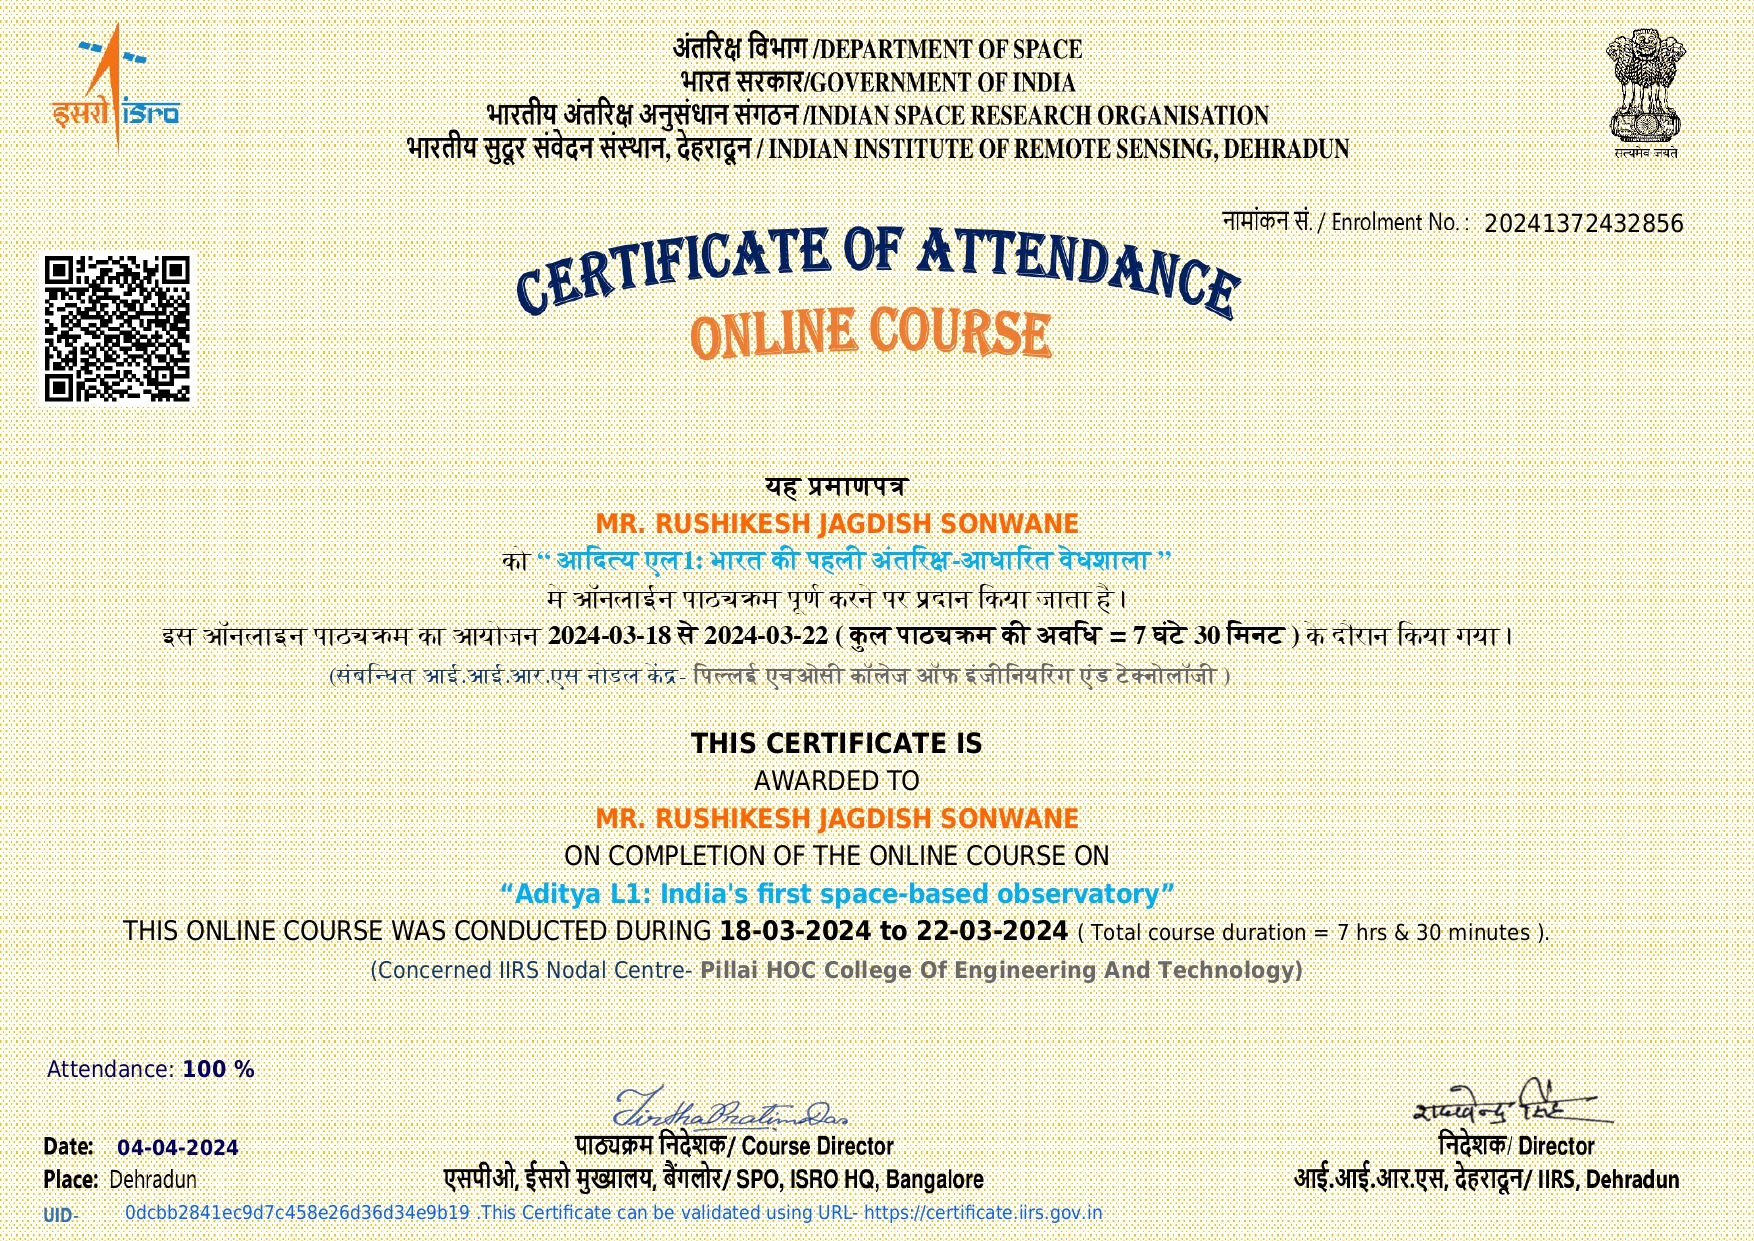 इसरो isro
अंतरिक्ष विभाग /DEPARTMENT OF SPACE
भारत सरकार/GOVERNMENT OF INDIA
भारतीय अंतरिक्ष अनुसंधान संगठन /INDIAN SPACE RESEARCH ORGANISATION
भारतीय सुदूर संवेदन संस्थान, देहरादून / INDIAN INSTITUTE OF REMOTE SENSING, DEHRADUN
सत्यमेव जयते
नामांकन सं. / Enrolment No. : 20241372432856
CERTIFICATE OF ATTENDANCE
ONLINE COURSE
यह प्रमाणपत्र
MR. RUSHIKESH JAGDISH SONWANE
को “ आदित्य एल1: भारत की पहली अंतरिक्ष-आधारित वेधशाला ”
मे ऑनलाईन पाठ्यक्रम पूर्ण करने पर प्रदान किया जाता है।
इस ऑनलाइन पाठ्यक्रम का आयोजन 2024-03-18 से 2024-03-22 ( कुल पाठ्यक्रम की अवधि = 7 घंटे 30 मिनट ) के दौरान किया गया।
(संबन्धित आई.आई.आर.एस नोडल केंद्र- पिल्लई एचओसी कॉलेज ऑफ इंजीनियरिंग एंड टेक्नोलॉजी )
THIS CERTIFICATE IS
AWARDED TO
MR. RUSHIKESH JAGDISH SONWANE
ON COMPLETION OF THE ONLINE COURSE ON
“Aditya L1: India's first space-based observatory”
THIS ONLINE COURSE WAS CONDUCTED DURING 18-03-2024 to 22-03-2024 ( Total course duration = 7 hrs & 30 minutes ).
(Concerned IIRS Nodal Centre- Pillai HOC College Of Engineering And Technology)
Attendance: 100 %
Tirtha Pratim Das
राघवेन्द्र सिंह
Date: 04-04-2024
पाठ्यक्रम निदेशक/ Course Director
निदेशक/ Director
Place: Dehradun
एसपीओ, ईसरो मुख्यालय, बैंगलोर/ SPO, ISRO HQ, Bangalore
आई.आई.आर.एस, देहरादून/ IIRS, Dehradun
UID- 0dcbb2841ec9d7c458e26d36d34e9b19 .This Certificate can be validated using URL- https://certificate.iirs.gov.in